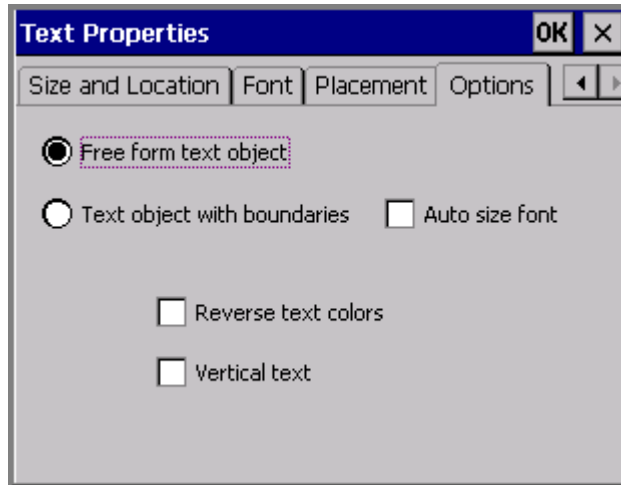 Text Properties OK ×
Size and Location Font Placement Options
Free form text object
Text object with boundaries Auto size font
Reverse text colors
Vertical text